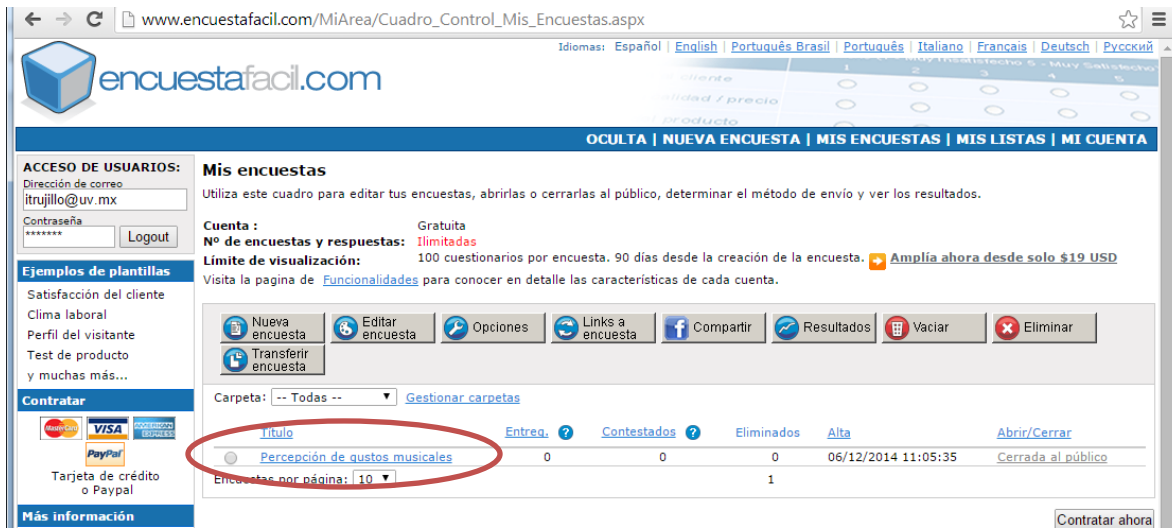 www.encuestafacil.com/MiArea/Cuadro_Control_Mis_Encuestas.aspx
Idiomas: Español | English | Português Brasil | Português | Italiano | Français | Deutsch | Русский
encuestafacil.com
OCULTA | NUEVA ENCUESTA | MIS ENCUESTAS | MIS LISTAS | MI CUENTA
ACCESO DE USUARIOS:
Dirección de correo
itrujillo@uv.mx
Contraseña
******* Logout
Ejemplos de plantillas
Satisfacción del cliente
Clima laboral
Perfil del visitante
Test de producto
y muchas más...
Contratar
MasterCard VISA AMERICAN EXPRESS
PayPal
Tarjeta de crédito
o Paypal
Más información
Mis encuestas
Utiliza este cuadro para editar tus encuestas, abrirlas o cerrarlas al público, determinar el método de envío y ver los resultados.
Cuenta : Gratuita
Nº de encuestas y respuestas: Ilimitadas
Límite de visualización: 100 cuestionarios por encuesta. 90 días desde la creación de la encuesta. Amplía ahora desde solo $19 USD
Visita la pagina de Funcionalidades para conocer en detalle las características de cada cuenta.
Nueva encuesta Editar encuesta Opciones Links a encuesta Compartir Resultados Vaciar Eliminar
Transferir encuesta
Carpeta: -- Todas -- Gestionar carpetas
Título Entreg. ? Contestados ? Eliminados Alta Abrir/Cerrar
Percepción de gustos musicales 0 0 0 06/12/2014 11:05:35 Cerrada al público
Encuestas por página: 10 1
Contratar ahora